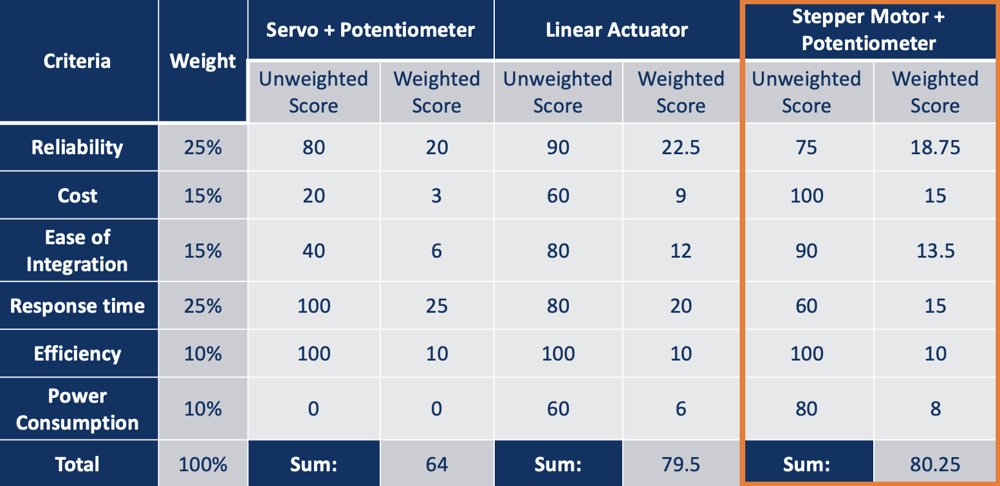 Criteria Weight Servo + Potentiometer Linear Actuator Stepper Motor + Potentiometer
Unweighted Score Weighted Score Unweighted Score Weighted Score Unweighted Score Weighted Score
Reliability 25% 80 20 90 22.5 75 18.75
Cost 15% 20 3 60 9 100 15
Ease of Integration 15% 40 6 80 12 90 13.5
Response time 25% 100 25 80 20 60 15
Efficiency 10% 100 10 100 10 100 10
Power Consumption 10% 0 0 60 6 80 8
Total 100% Sum: 64 Sum: 79.5 Sum: 80.25